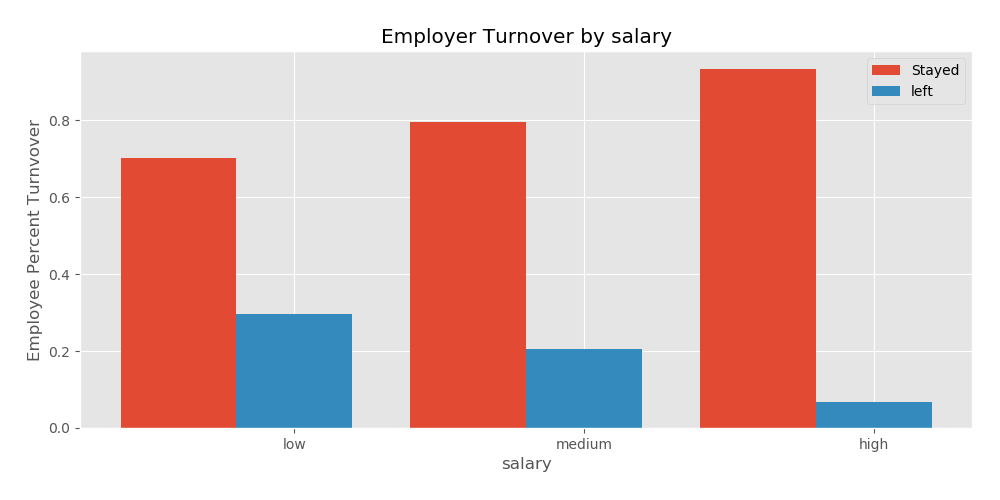 Employer Turnover by salary
Stayed
left
Employee Percent Turnvover
0.8
0.6
0.4
0.2
0.0
low medium high
salary